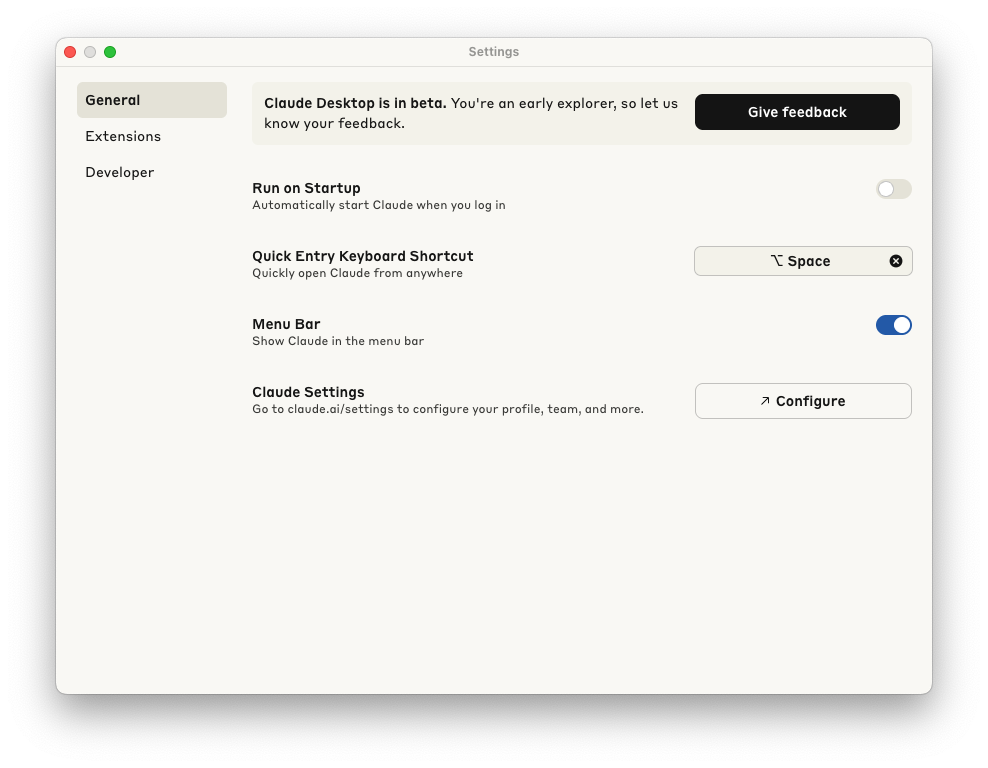 Settings
General
Extensions
Developer
Claude Desktop is in beta. You're an early explorer, so let us
know your feedback.
Give feedback
Run on Startup
Automatically start Claude when you log in
Quick Entry Keyboard Shortcut
Quickly open Claude from anywhere
⌥ Space
Menu Bar
Show Claude in the menu bar
Claude Settings
Go to claude.ai/settings to configure your profile, team, and more.
Configure